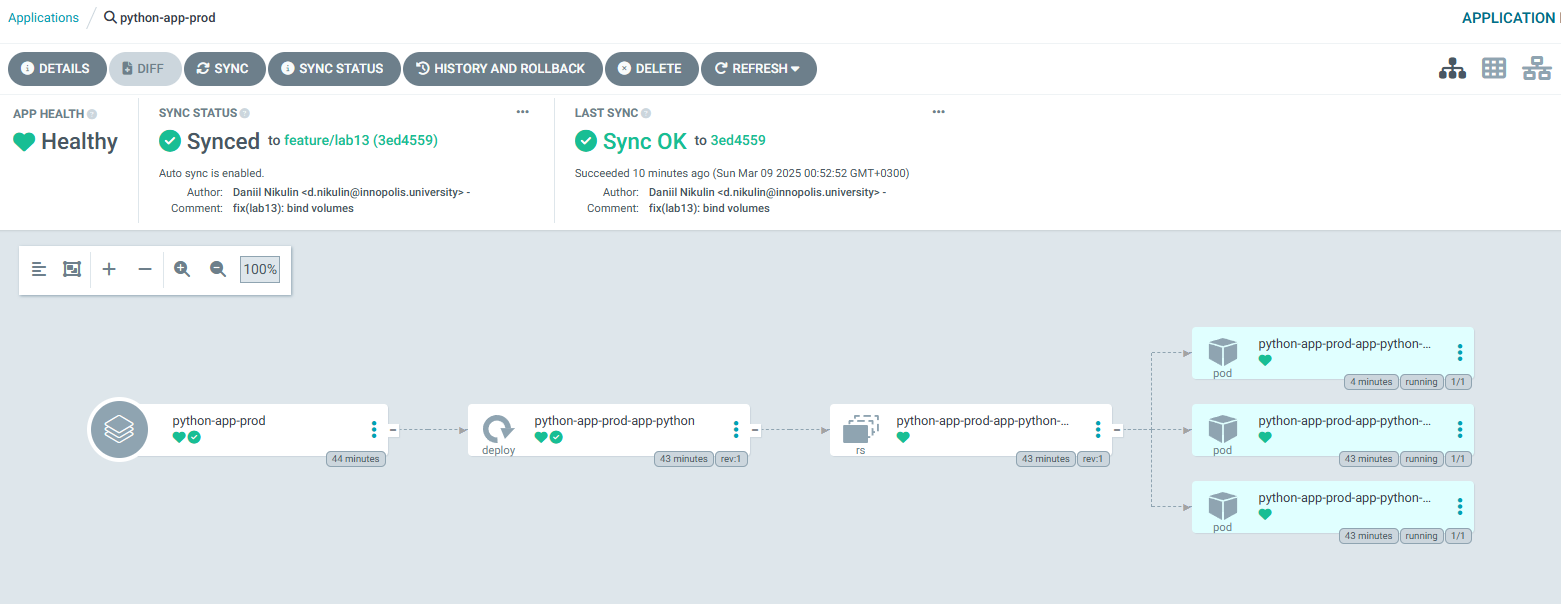 Applications / python-app-prod
APPLICATION
DETAILS DIFF SYNC SYNC STATUS HISTORY AND ROLLBACK DELETE REFRESH
APP HEALTH
Healthy
SYNC STATUS
Synced to feature/lab13 (3ed4559)
Auto sync is enabled.
Author: Daniil Nikulin <d.nikulin@innopolis.university> -
Comment: fix(lab13): bind volumes
LAST SYNC
Sync OK to 3ed4559
Succeeded 10 minutes ago (Sun Mar 09 2025 00:52:52 GMT+0300)
Author: Daniil Nikulin <d.nikulin@innopolis.university> -
Comment: fix(lab13): bind volumes
100%
python-app-prod
44 minutes
python-app-prod-app-python
deploy
43 minutes rev:1
python-app-prod-app-python-...
rs
43 minutes rev:1
python-app-prod-app-python-...
pod
4 minutes running 1/1
python-app-prod-app-python-...
pod
43 minutes running 1/1
python-app-prod-app-python-...
pod
43 minutes running 1/1